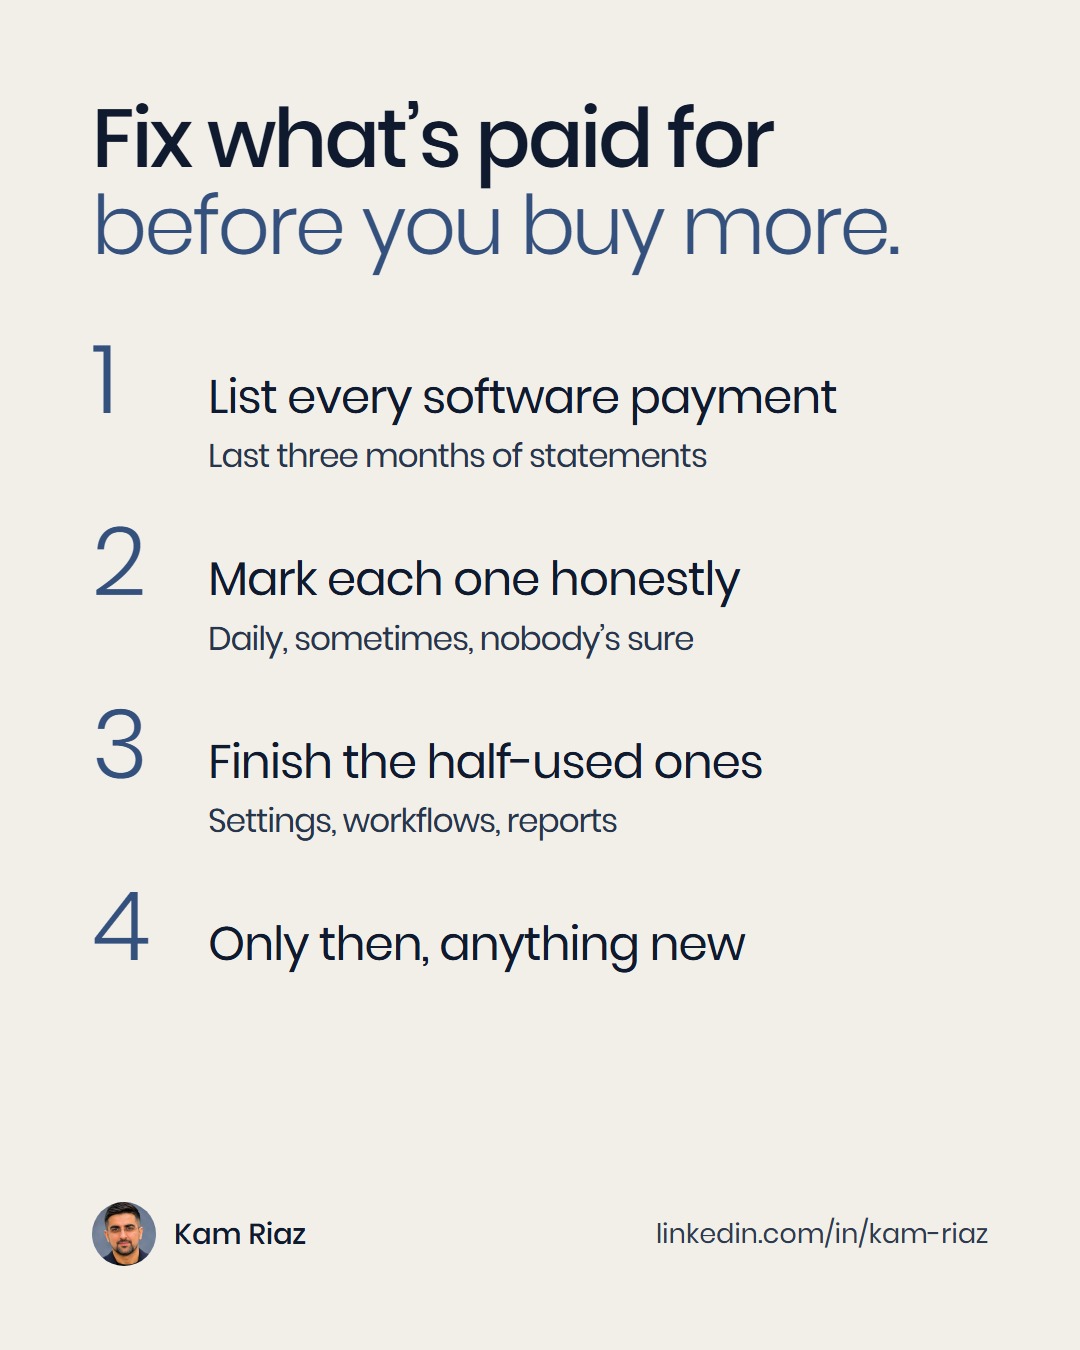 Fix what’s paid for
before you buy more.
1
List every software payment
Last three months of statements
2
Mark each one honestly
Daily, sometimes, nobody’s sure
3
Finish the half-used ones
Settings, workflows, reports
4
Only then, anything new
Kam Riaz
linkedin.com/in/kam-riaz